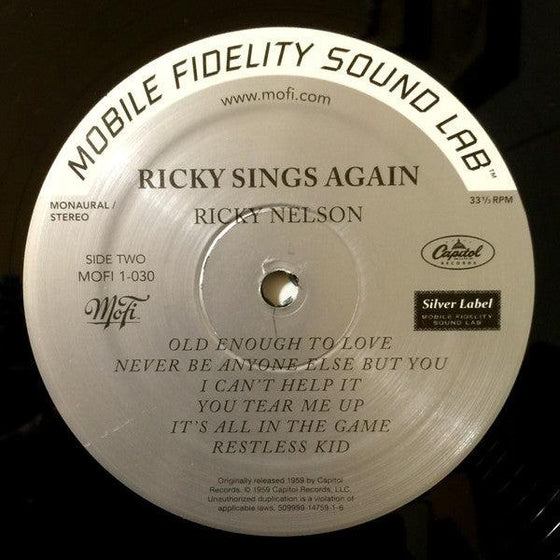 MOBILE FIDELITY SOUND LAB™
www.mofi.com
RICKY SINGS AGAIN
MONAURAL / STEREO
33⅓ RPM
RICKY NELSON
SIDE TWO
MOFI 1-030
MoFi
Capitol
RECORDS
Silver Label
MOBILE FIDELITY
SOUND LAB
OLD ENOUGH TO LOVE
NEVER BE ANYONE ELSE BUT YOU
I CAN'T HELP IT
YOU TEAR ME UP
IT'S ALL IN THE GAME
RESTLESS KID
Originally released 1959 by Capitol
Records. © 1959 Capitol Records, LLC.
Unauthorized duplication is a violation of
applicable laws. 509999-14759-1-6